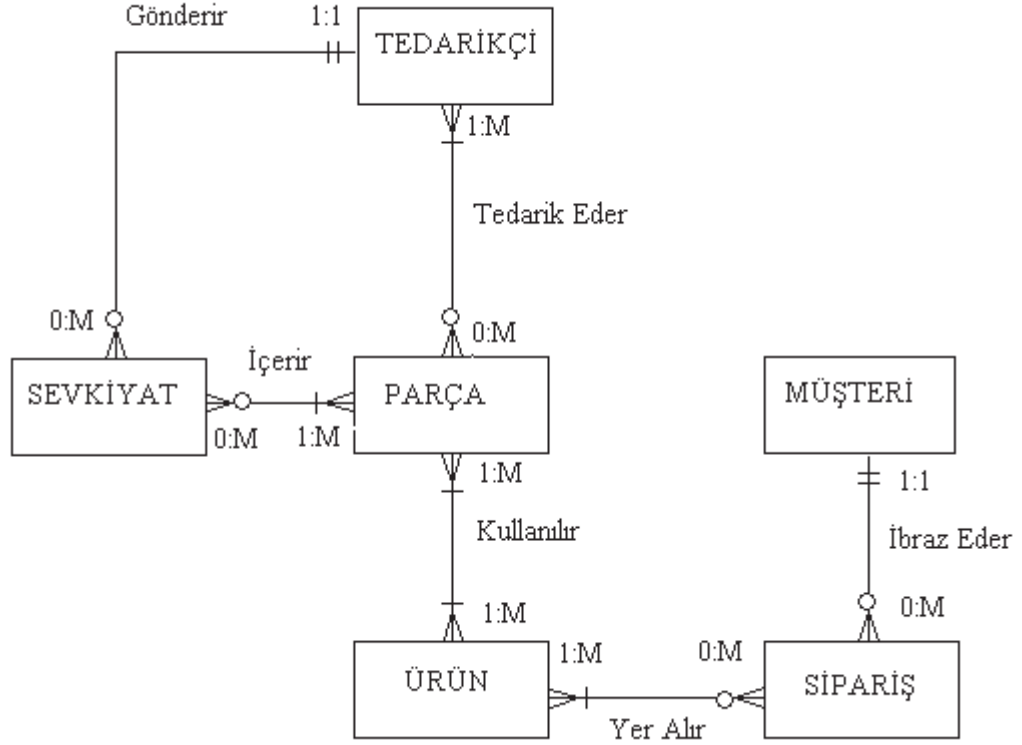 Gönderir
1:1
TEDARİKÇİ
1:M
Tedarik Eder
0:M
0:M
İçerir
SEVKİYAT
PARÇA
MÜŞTERİ
0:M
1:M
1:M
1:1
Kullanılır
İbraz Eder
1:M
0:M
1:M
0:M
ÜRÜN
SİPARİŞ
Yer Alır